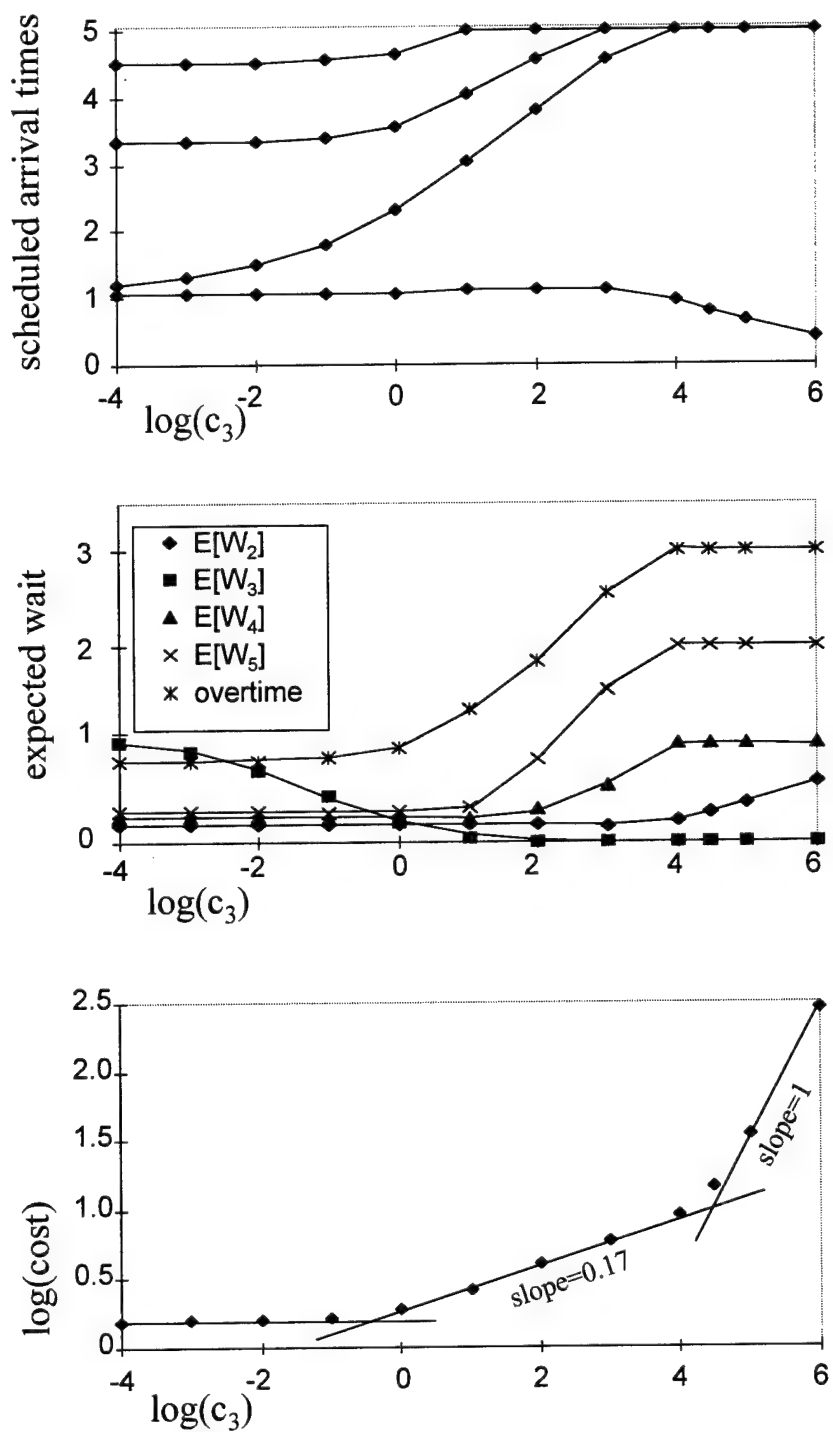 scheduled arrival times
5
4
3
2
1
0
-4
-2
0
2
4
6
log(c₃)
expected wait
3
2
1
0
E[W₂]
E[W₃]
E[W₄]
E[W₅]
overtime
-4
-2
0
2
4
6
log(c₃)
log(cost)
2.5
2.0
1.5
1.0
0.5
0
slope=1
slope=0.17
-4
-2
0
2
4
6
log(c₃)